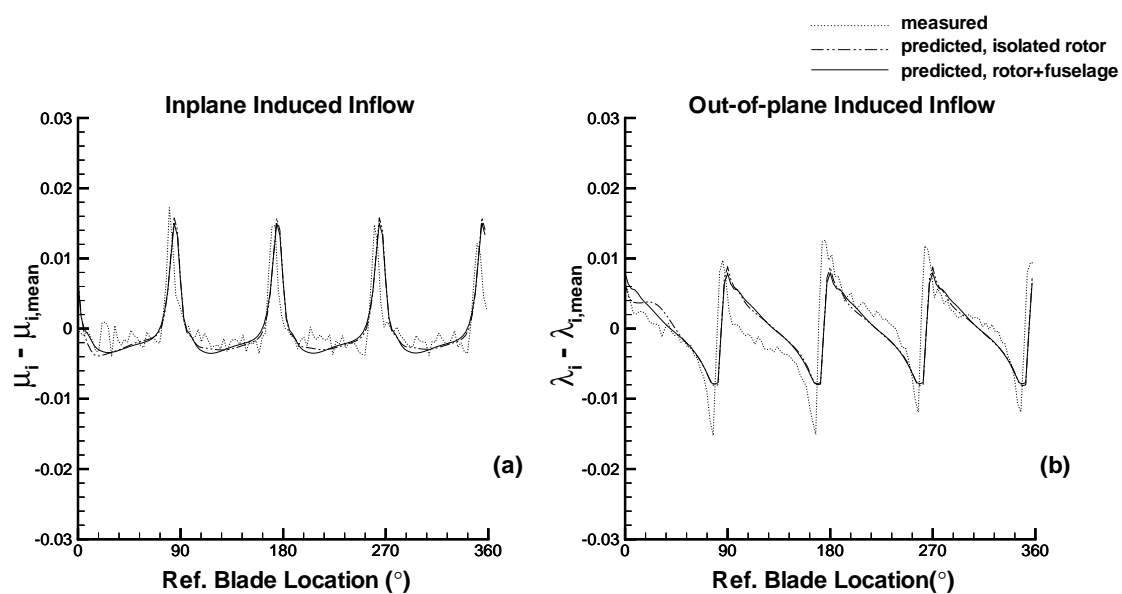 measured
predicted, isolated rotor
predicted, rotor+fuselage
Inplane Induced Inflow
0.03
0.02
0.01
0
-0.01
-0.02
-0.03
μi - μi,mean
(a)
0
90
180
270
360
Ref. Blade Location (°)
Out-of-plane Induced Inflow
0.03
0.02
0.01
0
-0.01
-0.02
-0.03
λi - λi,mean
(b)
0
90
180
270
360
Ref. Blade Location(°)